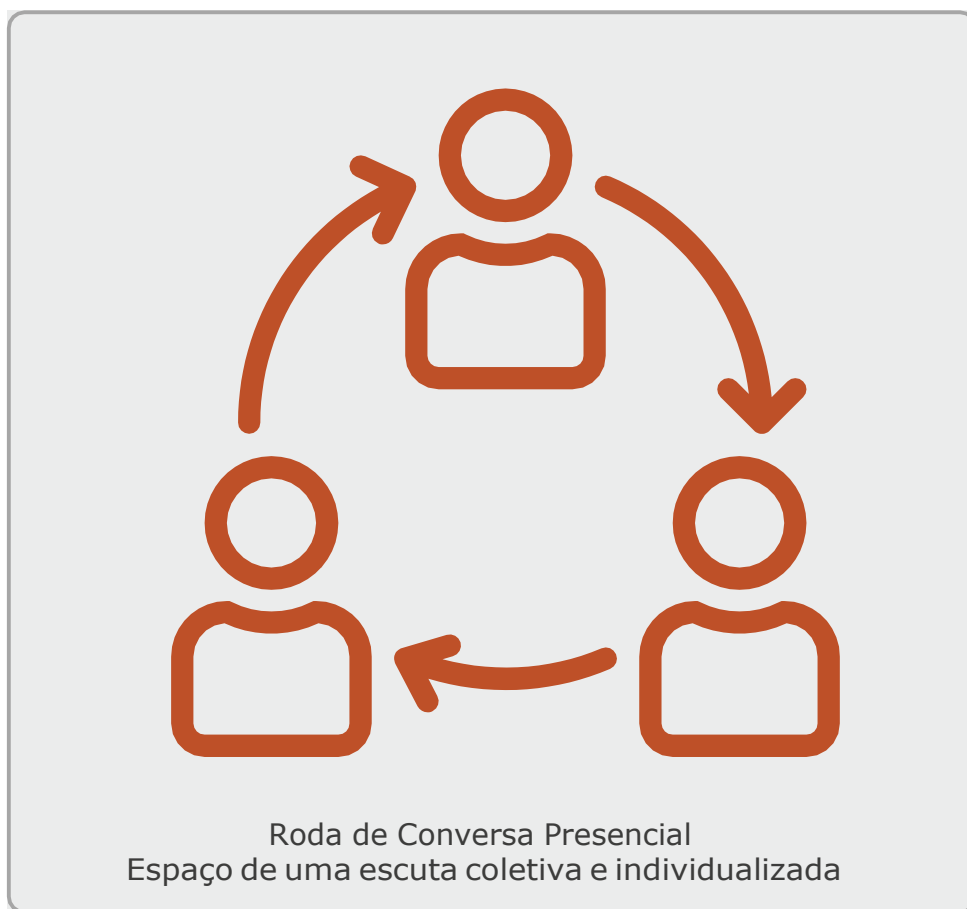 Roda de Conversa Presencial
Espaço de uma escuta coletiva e individualizada